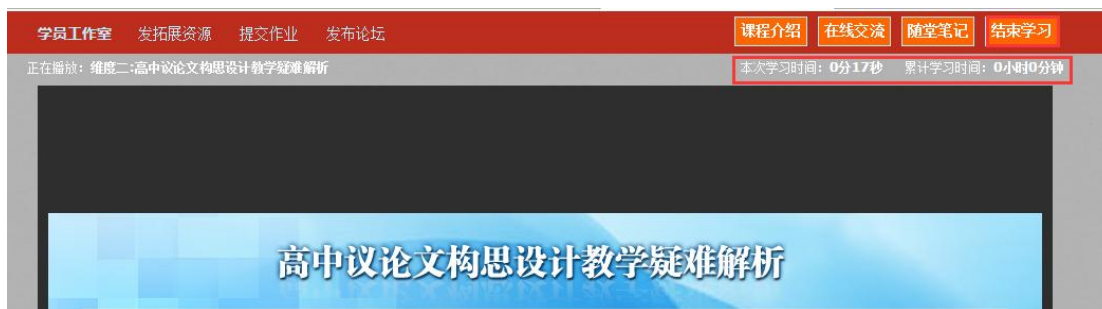 学员工作室 发拓展资源 提交作业 发布论坛 课程介绍 在线交流 随堂笔记 结束学习
正在播放：维度二:高中议论文构思设计教学疑难解析 本次学习时间：0分17秒 累计学习时间：0小时0分钟
高中议论文构思设计教学疑难解析